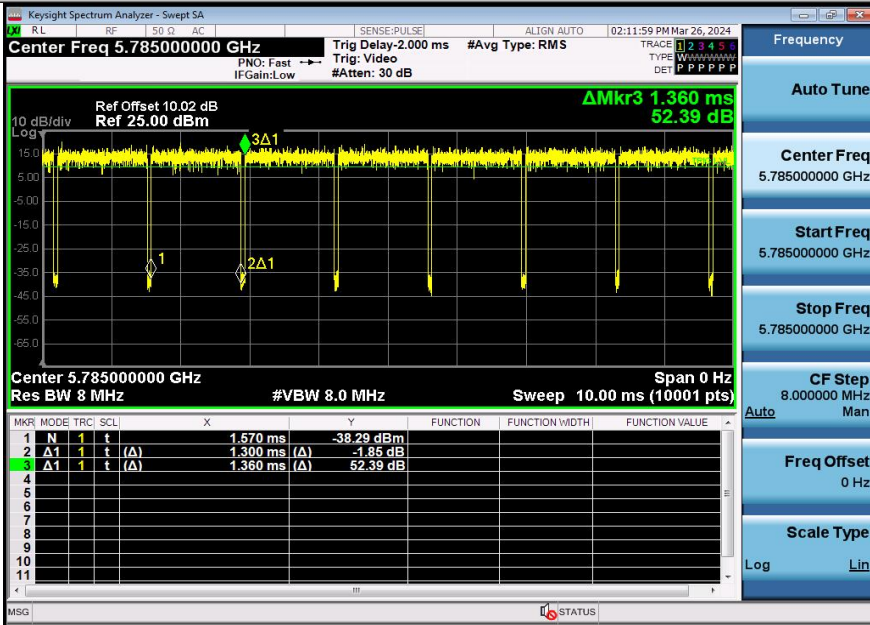 Keysight Spectrum Analyzer - Swept SA
LXI RL RF 50 Ω AC SENSE:PULSE ALIGN AUTO 02:11:59 PM Mar 26, 2024
Center Freq 5.785000000 GHz
PNO: Fast
IFGain:Low
Trig Delay-2.000 ms
Trig: Video
#Atten: 30 dB
#Avg Type: RMS
TRACE 1 2 3 4 5 6
TYPE WWWWWW
DET P P P P P P
Ref Offset 10.02 dB
10 dB/div Ref 25.00 dBm
Log
ΔMkr3 1.360 ms
52.39 dB
15.0
5.00
-5.00
-15.0
-25.0
-35.0
-45.0
-55.0
-65.0
3Δ1
1
2Δ1
Center 5.785000000 GHz Span 0 Hz
Res BW 8 MHz #VBW 8.0 MHz Sweep 10.00 ms (10001 pts)
MKR MODE TRC SCL X Y FUNCTION FUNCTION WIDTH FUNCTION VALUE
1 N 1 t 1.570 ms -38.29 dBm
2 Δ1 1 t (Δ) 1.300 ms (Δ) -1.85 dB
3 Δ1 1 t (Δ) 1.360 ms (Δ) 52.39 dB
4
5
6
7
8
9
10
11
MSG STATUS
Frequency
Auto Tune
Center Freq
5.785000000 GHz
Start Freq
5.785000000 GHz
Stop Freq
5.785000000 GHz
CF Step
8.000000 MHz
Auto Man
Freq Offset
0 Hz
Scale Type
Log Lin